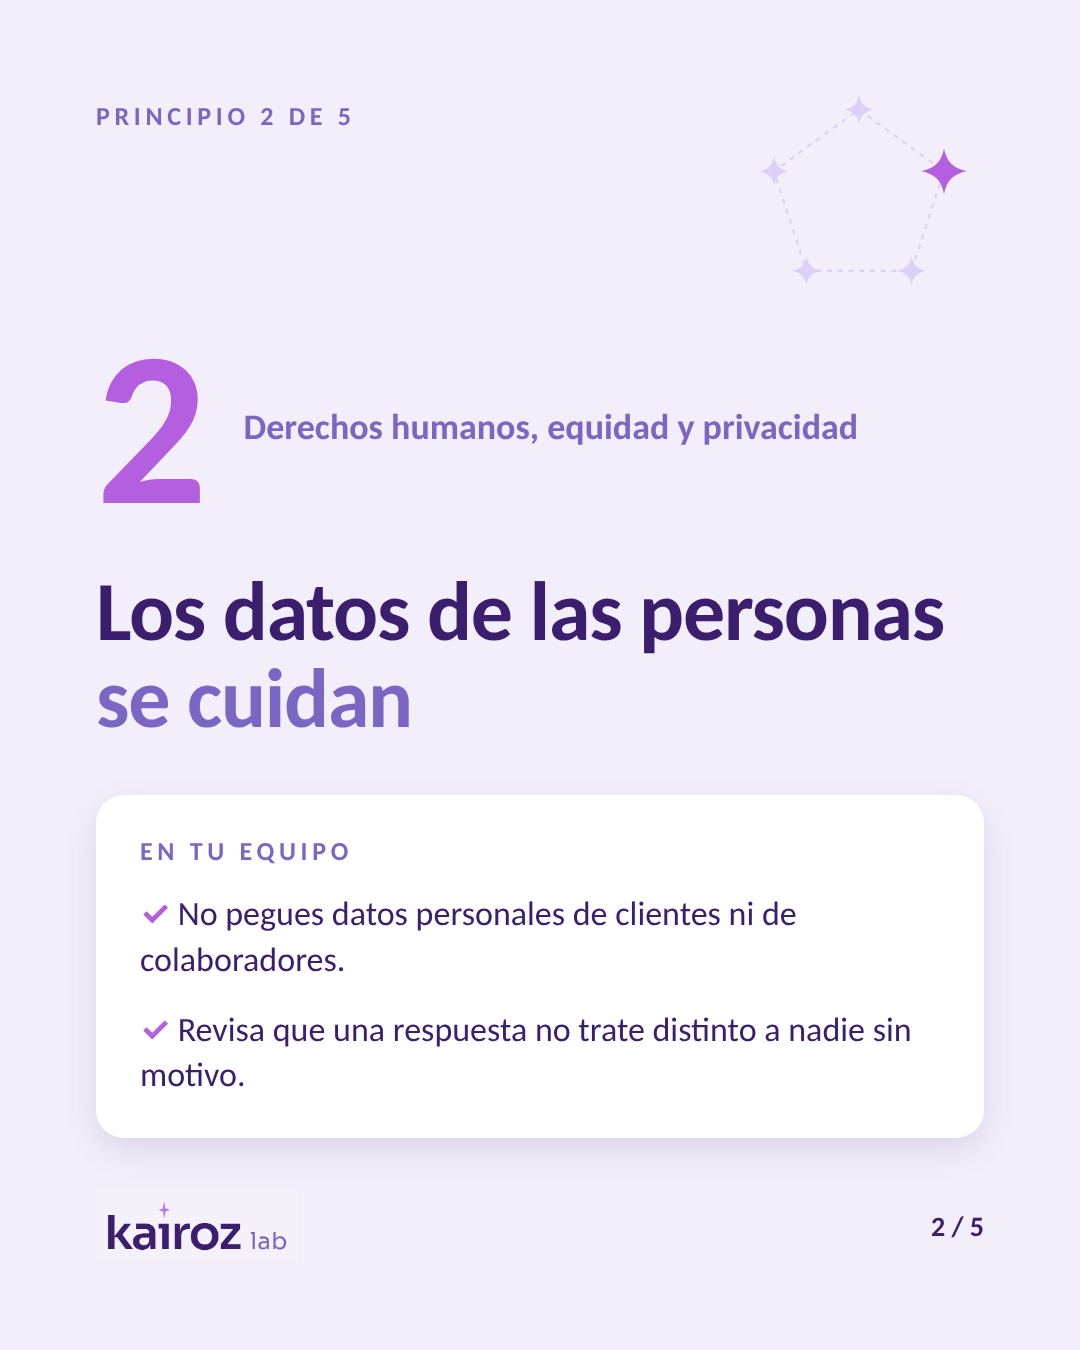 PRINCIPIO 2 DE 5
2
Derechos humanos, equidad y privacidad
Los datos de las personas
se cuidan
EN TU EQUIPO
✓ No pegues datos personales de clientes ni de
colaboradores.
✓ Revisa que una respuesta no trate distinto a nadie sin
motivo.
kairoz lab
2 / 5